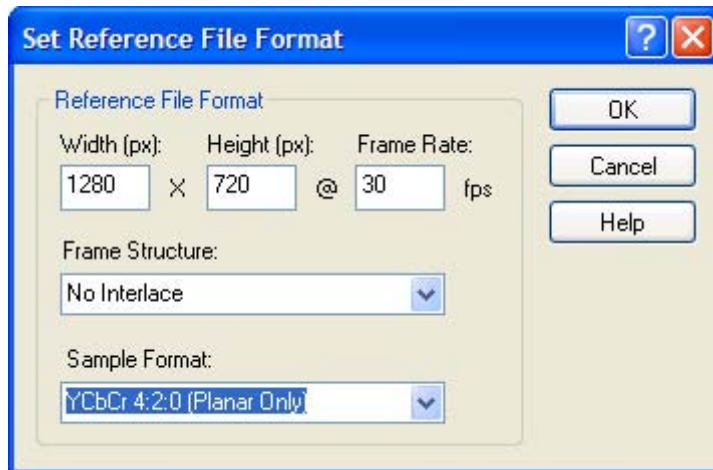 Set Reference File Format
?
Reference File Format
OK
Width (px): Height (px): Frame Rate:
1280 X 720 @ 30 fps
Cancel
Help
Frame Structure:
No Interlace
Sample Format:
YCbCr 4:2:0 (Planar Only)